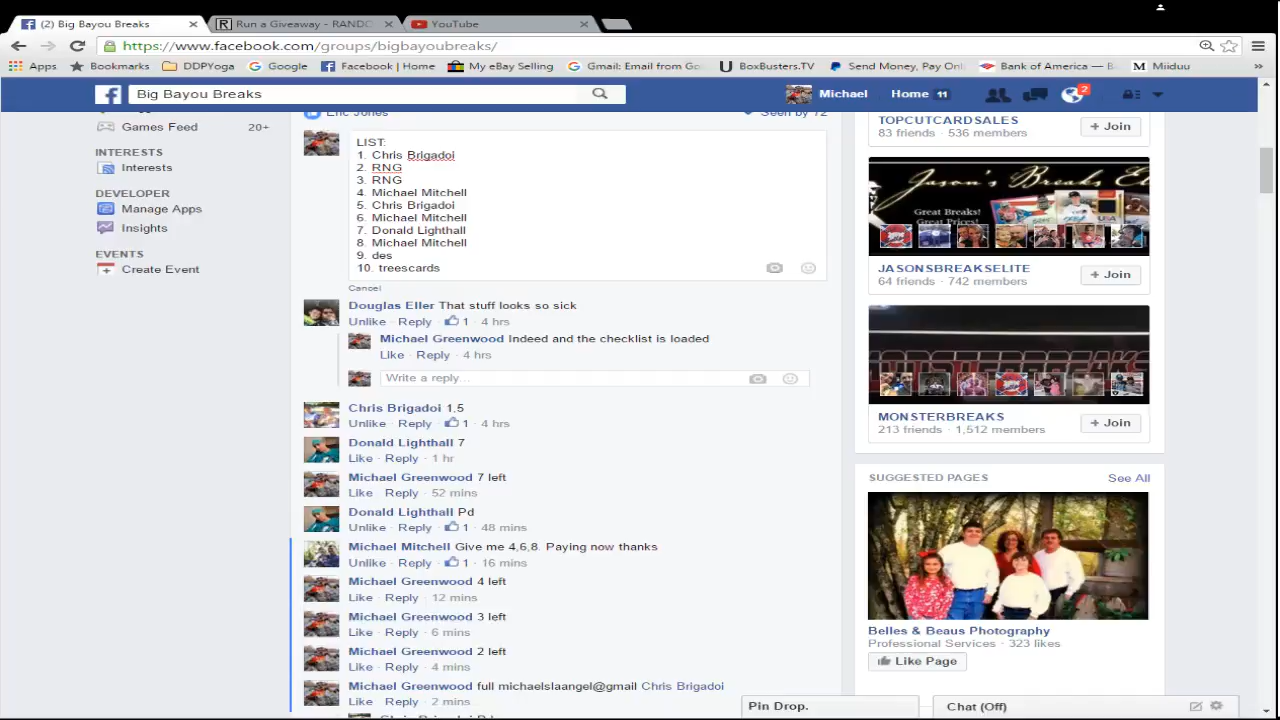 (2) Big Bayou Breaks
Run a Giveaway - RANDO
YouTube
https://www.facebook.com/groups/bigbayoubreaks/
Apps
Bookmarks
DDPYoga
Google
Facebook | Home
My eBay Selling
Gmail: Email from Go
BoxBusters.TV
Send Money, Pay Onl
Bank of America — B
Miiduu
Big Bayou Breaks
Michael
Home 11
2
Games Feed 20+
INTERESTS
Interests
DEVELOPER
Manage Apps
Insights
EVENTS
Create Event
Eric Jones
Seen by 72
LIST:
1. Chris Brigadoi
2. RNG
3. RNG
4. Michael Mitchell
5. Chris Brigadoi
6. Michael Mitchell
7. Donald Lighthall
8. Michael Mitchell
9. des
10. treescards
Cancel
Douglas Eller That stuff looks so sick
Unlike · Reply · 1 · 4 hrs
Michael Greenwood Indeed and the checklist is loaded
Like · Reply · 4 hrs
Write a reply...
Chris Brigadoi 1,5
Unlike · Reply · 1 · 4 hrs
Donald Lighthall 7
Like · Reply · 1 hr
Michael Greenwood 7 left
Like · Reply · 52 mins
Donald Lighthall Pd
Unlike · Reply · 1 · 48 mins
Michael Mitchell Give me 4,6,8. Paying now thanks
Unlike · Reply · 1 · 16 mins
Michael Greenwood 4 left
Like · Reply · 12 mins
Michael Greenwood 3 left
Like · Reply · 6 mins
Michael Greenwood 2 left
Like · Reply · 4 mins
Michael Greenwood full michaelslaangel@gmail Chris Brigadoi
Like · Reply · 2 mins
TOPCUTCARDSALES
83 friends · 536 members
+ Join
Jason's Breaks El
Great Breaks!
Great Prices!
JASONSBREAKSELITE
64 friends · 742 members
+ Join
MONSTERBREAKS
213 friends · 1,512 members
+ Join
SUGGESTED PAGES
See All
Belles & Beaus Photography
Professional Services · 323 likes
Like Page
Pin Drop.
Chat (Off)